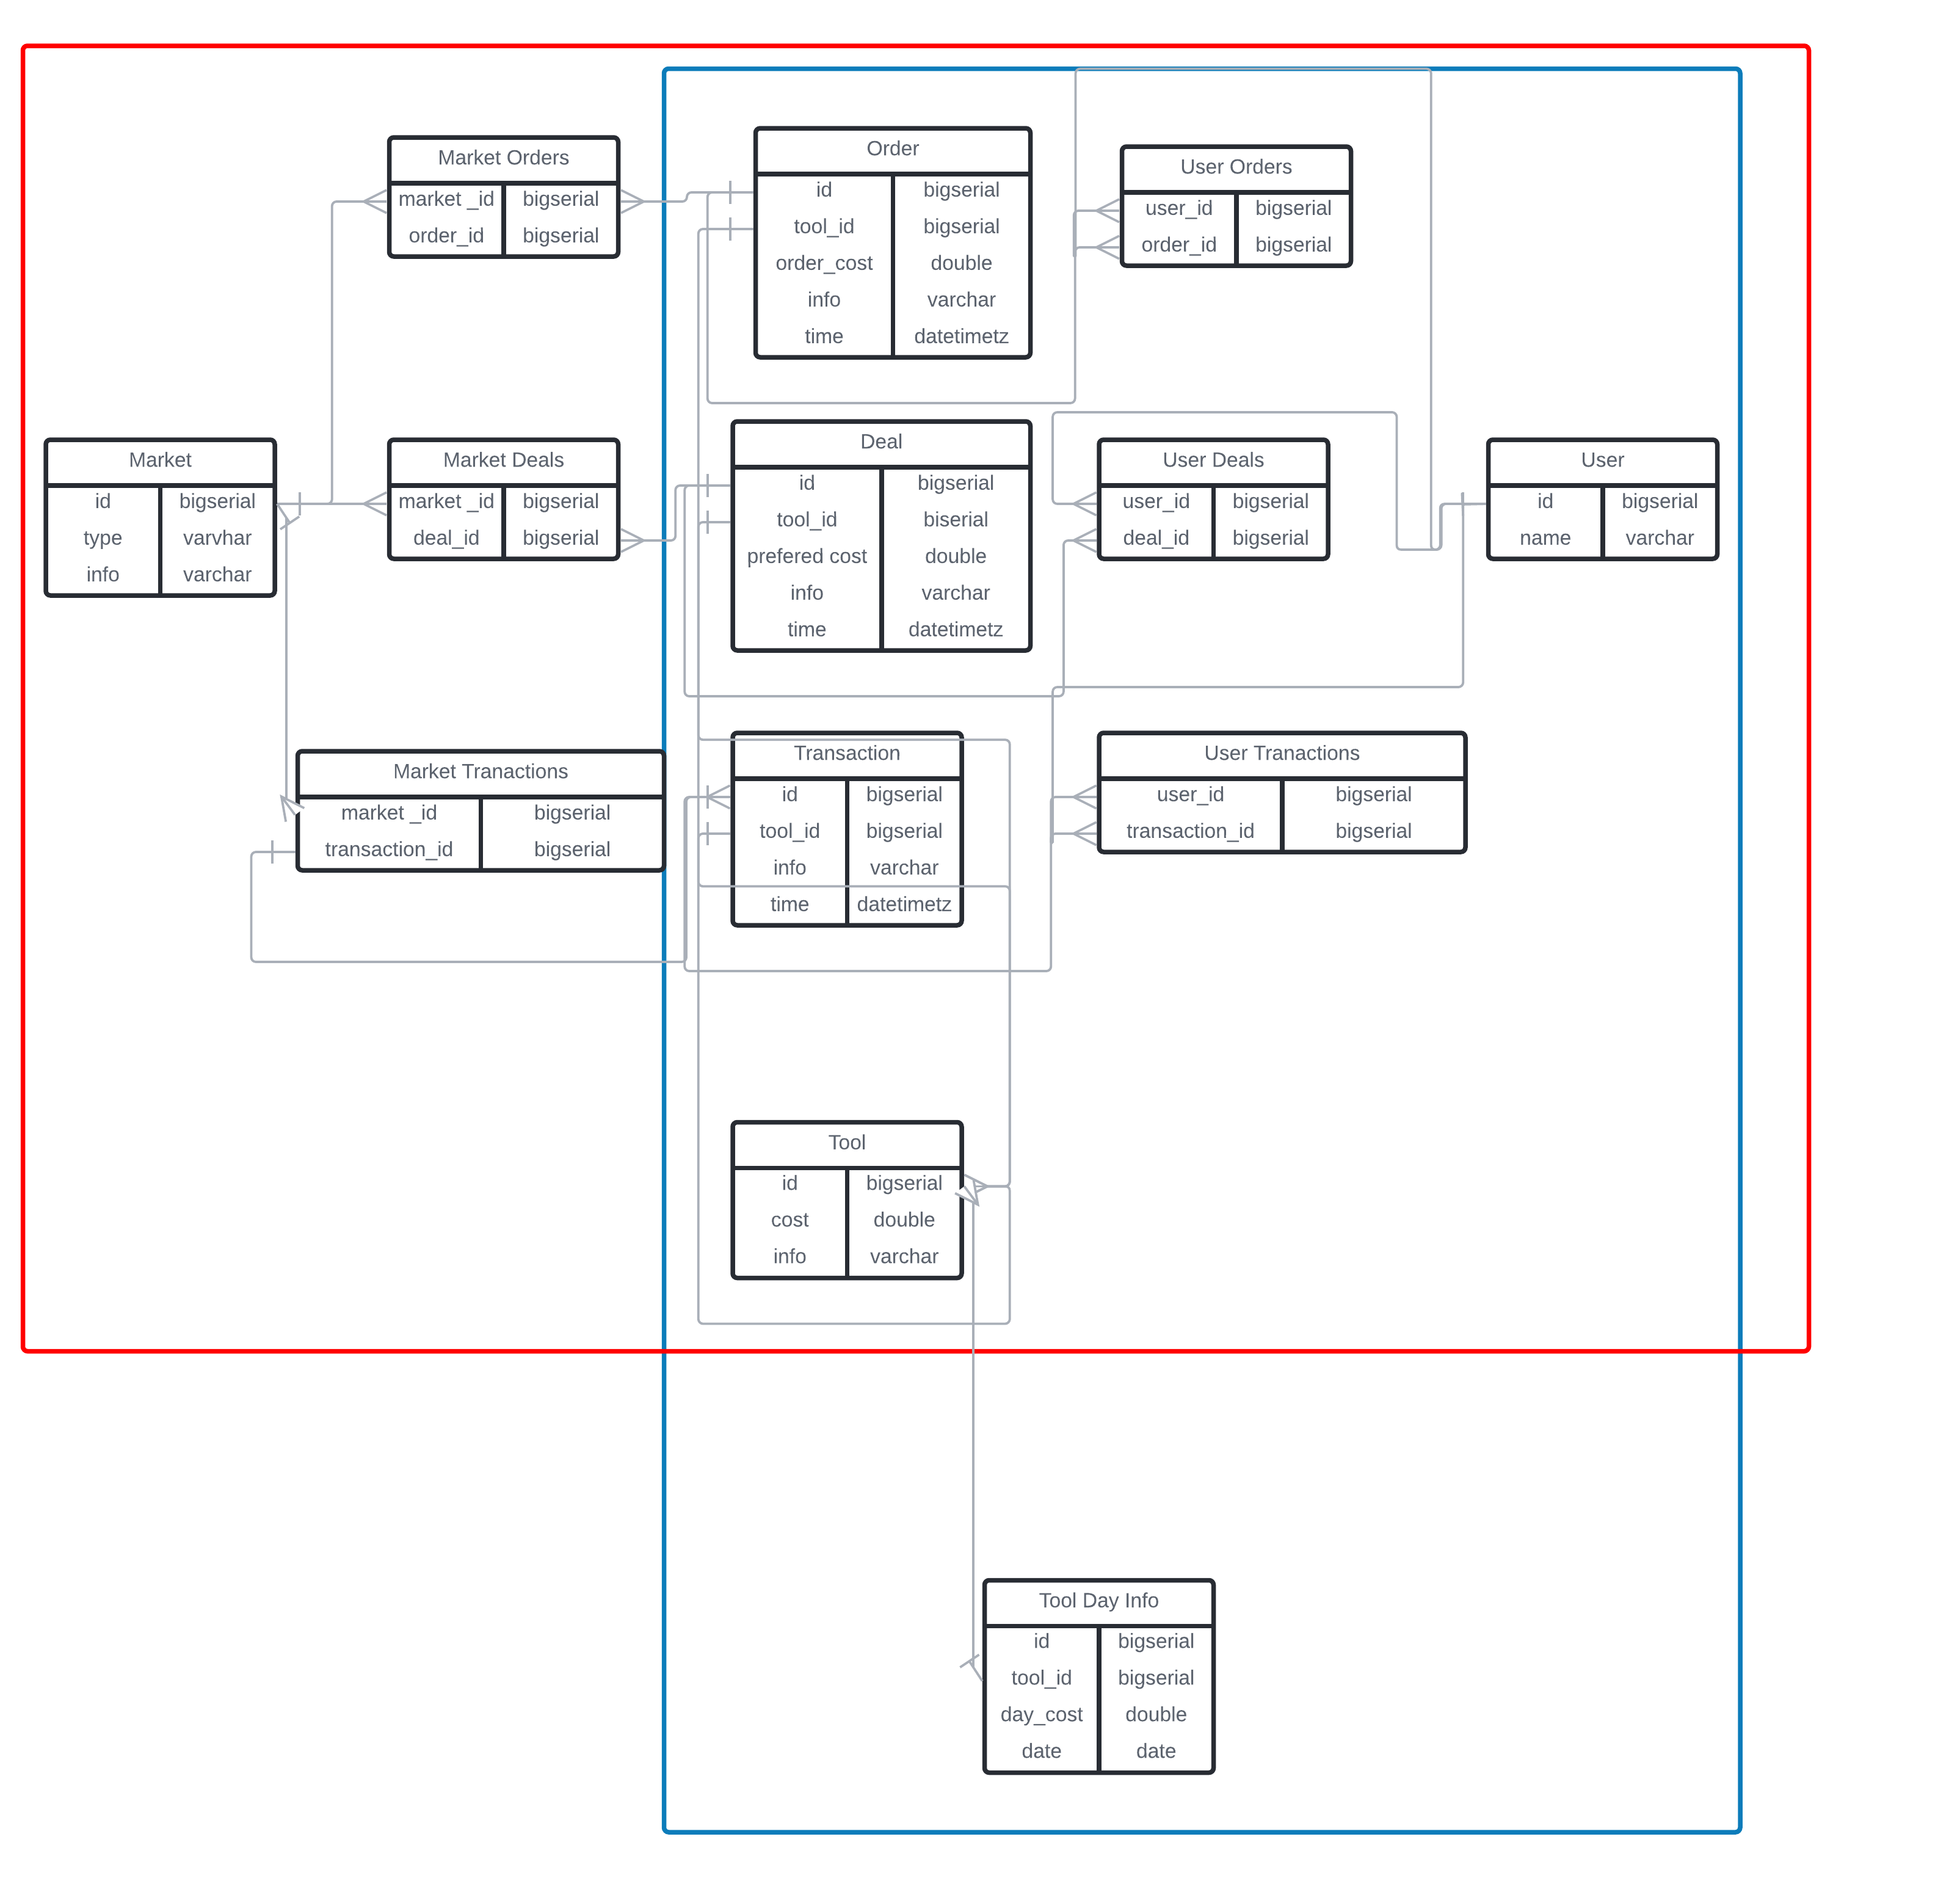 Market Orders
market _id bigserial
order_id bigserial
Order
id bigserial
tool_id bigserial
order_cost double
info varchar
time datetimetz
User Orders
user_id bigserial
order_id bigserial
Market
id bigserial
type varvhar
info varchar
Market Deals
market _id bigserial
deal_id bigserial
Deal
id bigserial
tool_id biserial
prefered cost double
info varchar
time datetimetz
User Deals
user_id bigserial
deal_id bigserial
User
id bigserial
name varchar
Market Tranactions
market _id bigserial
transaction_id bigserial
Transaction
id bigserial
tool_id bigserial
info varchar
time datetimetz
User Tranactions
user_id bigserial
transaction_id bigserial
Tool
id bigserial
cost double
info varchar
Tool Day Info
id bigserial
tool_id bigserial
day_cost double
date date